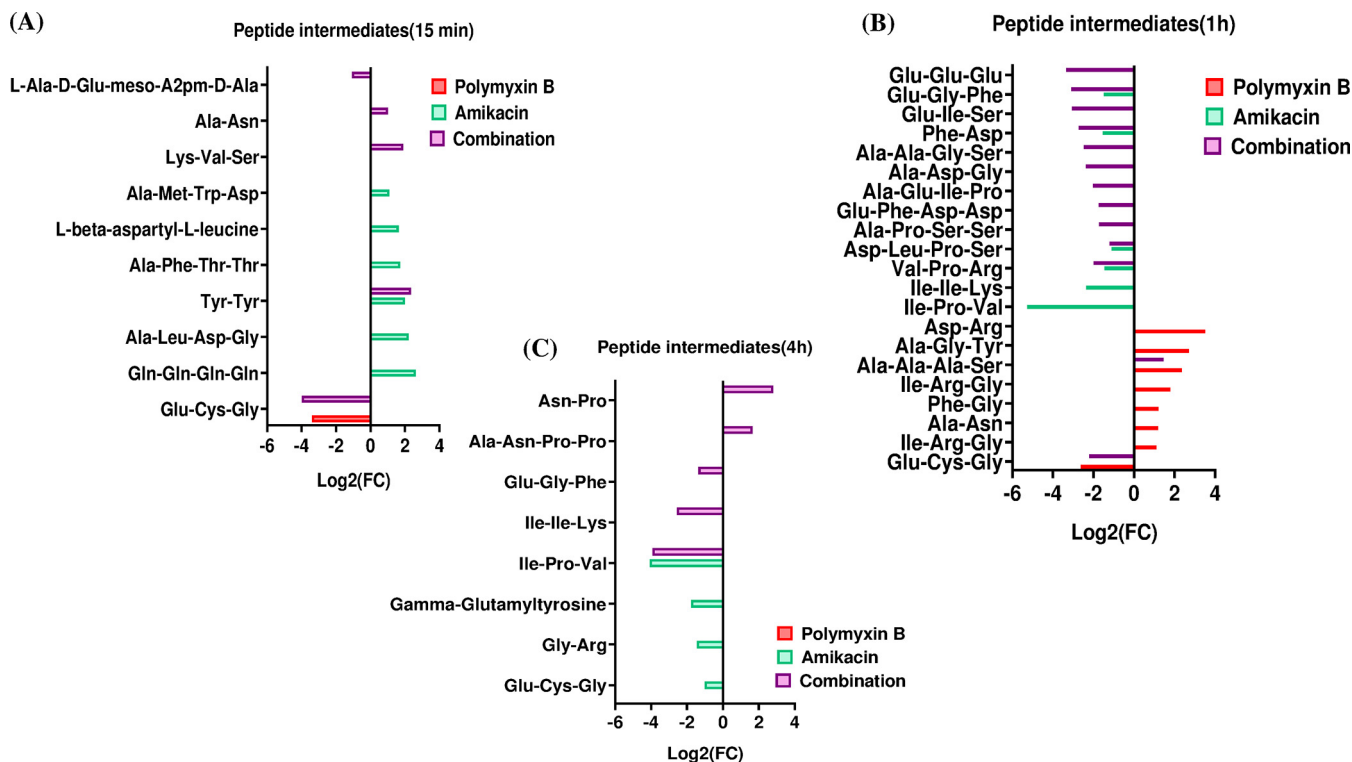 (A)
Peptide intermediates(15 min)
L-Ala-D-Glu-meso-A2pm-D-Ala
Ala-Asn
Lys-Val-Ser
Ala-Met-Trp-Asp
L-beta-aspartyl-L-leucine
Ala-Phe-Thr-Thr
Tyr-Tyr
Ala-Leu-Asp-Gly
Gln-Gln-Gln-Gln
Glu-Cys-Gly
-6 -4 -2 0 2 4 6
Log2(FC)
Polymyxin B
Amikacin
Combination
(B)
Peptide intermediates(1h)
Glu-Glu-Glu
Glu-Gly-Phe
Glu-Ile-Ser
Phe-Asp
Ala-Ala-Gly-Ser
Ala-Asp-Gly
Ala-Glu-Ile-Pro
Glu-Phe-Asp-Asp
Ala-Pro-Ser-Ser
Asp-Leu-Pro-Ser
Val-Pro-Arg
Ile-Ile-Lys
Ile-Pro-Val
Asp-Arg
Ala-Gly-Tyr
Ala-Ala-Ala-Ser
Ile-Arg-Gly
Phe-Gly
Ala-Asn
Ile-Arg-Gly
Glu-Cys-Gly
-6 -4 -2 0 2 4
Log2(FC)
Polymyxin B
Amikacin
Combination
(C)
Peptide intermediates(4h)
Asn-Pro
Ala-Asn-Pro-Pro
Glu-Gly-Phe
Ile-Ile-Lys
Ile-Pro-Val
Gamma-Glutamyltyrosine
Gly-Arg
Glu-Cys-Gly
-6 -4 -2 0 2 4
Log2(FC)
Polymyxin B
Amikacin
Combination